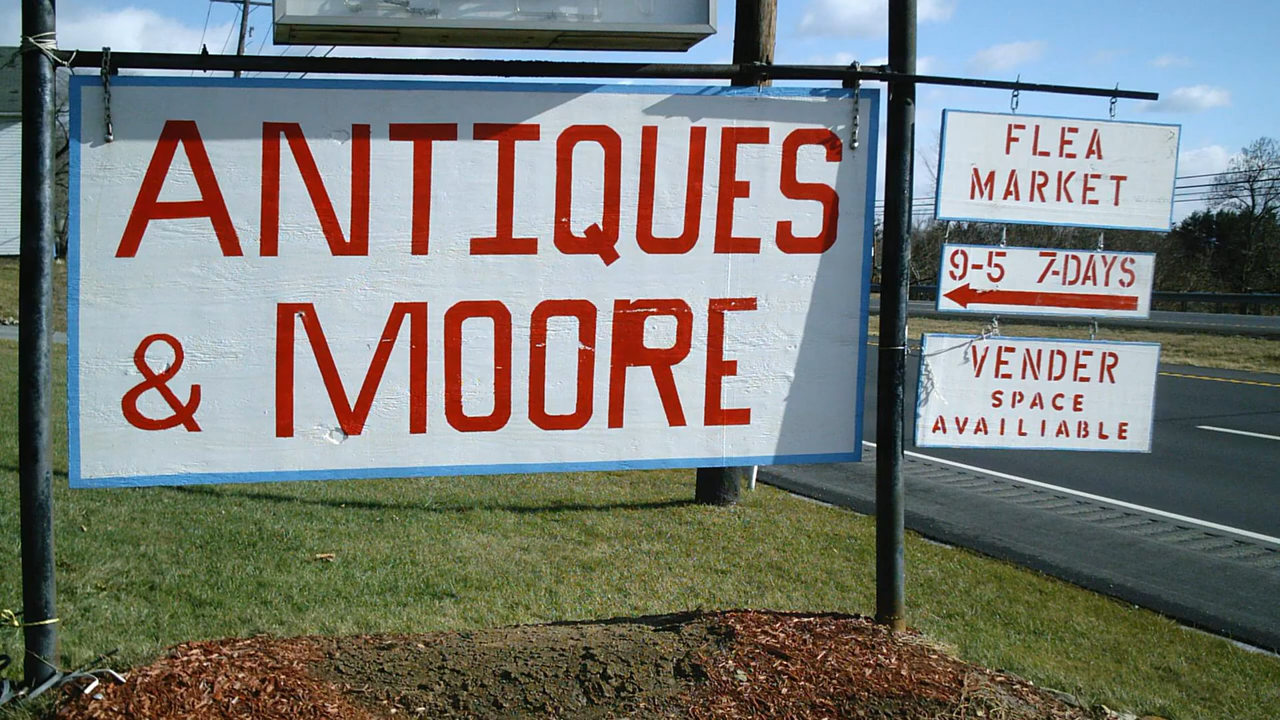 ANTIQUES
& MOORE
FLEA
MARKET
9-5 7-DAYS
VENDER
SPACE
AVAILIABLE